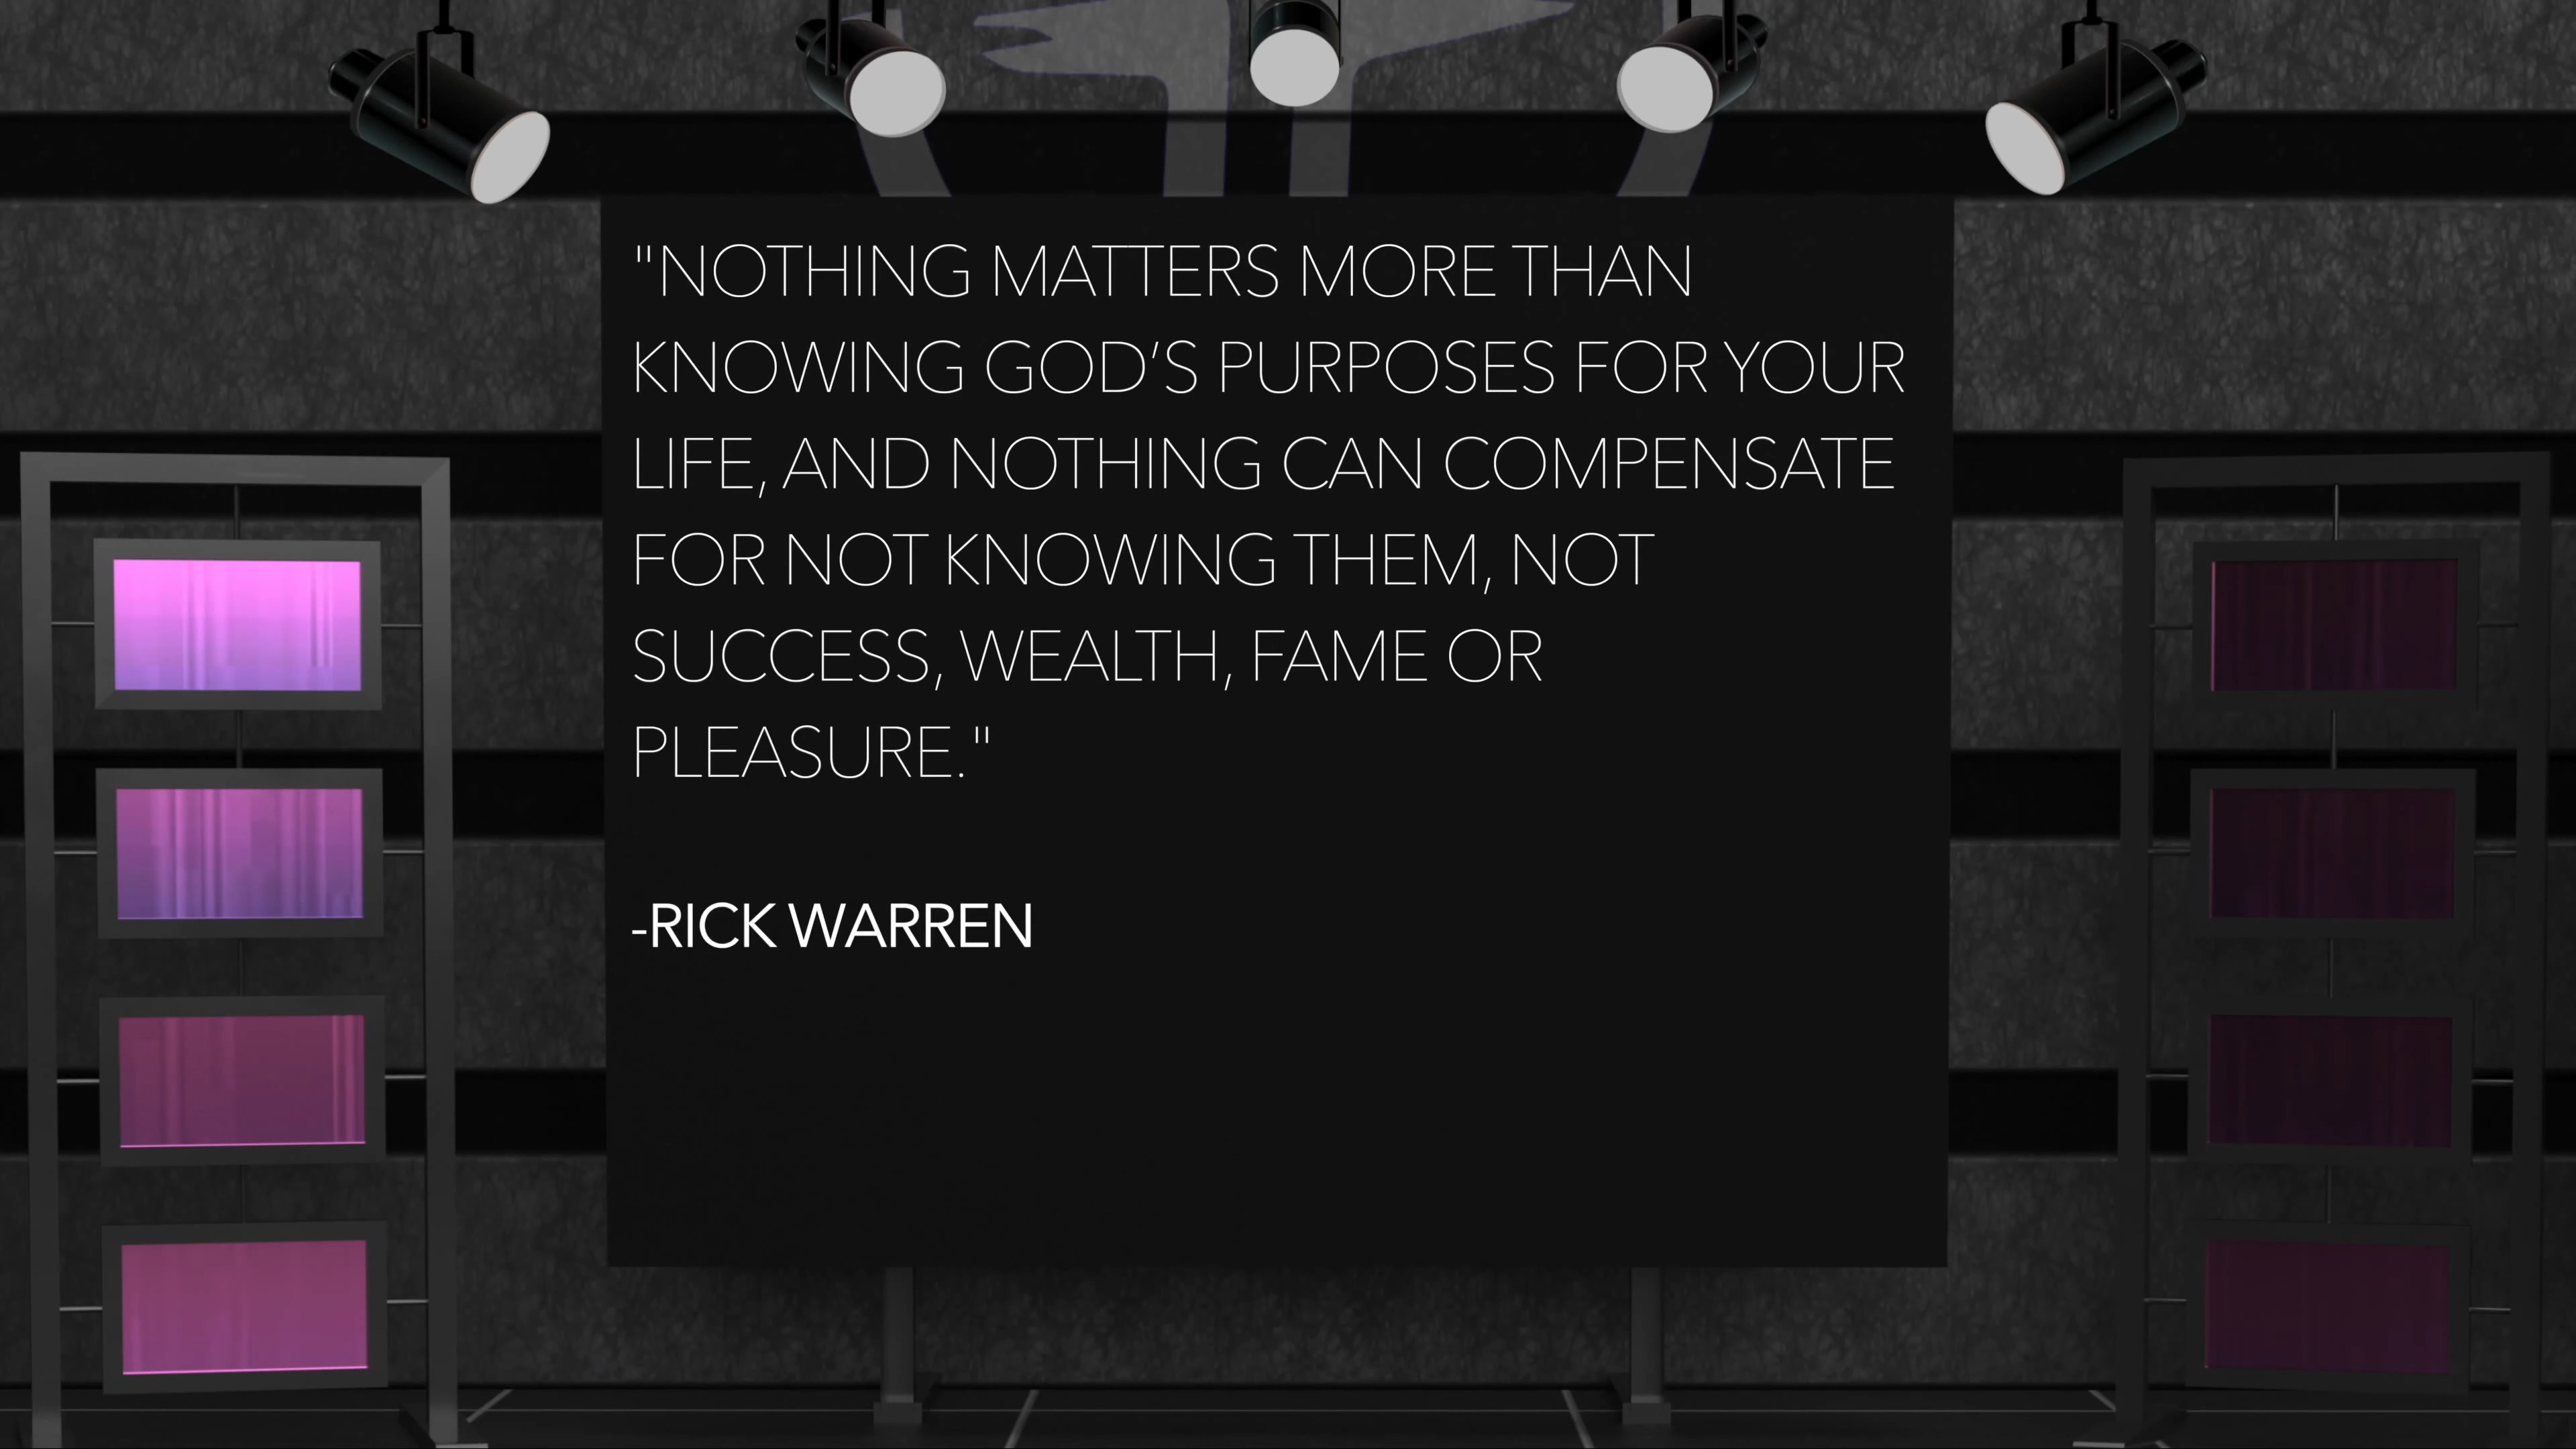 "NOTHING MATTERS MORE THAN
KNOWING GOD’S PURPOSES FOR YOUR
LIFE, AND NOTHING CAN COMPENSATE
FOR NOT KNOWING THEM, NOT
SUCCESS, WEALTH, FAME OR
PLEASURE."
-RICK WARREN